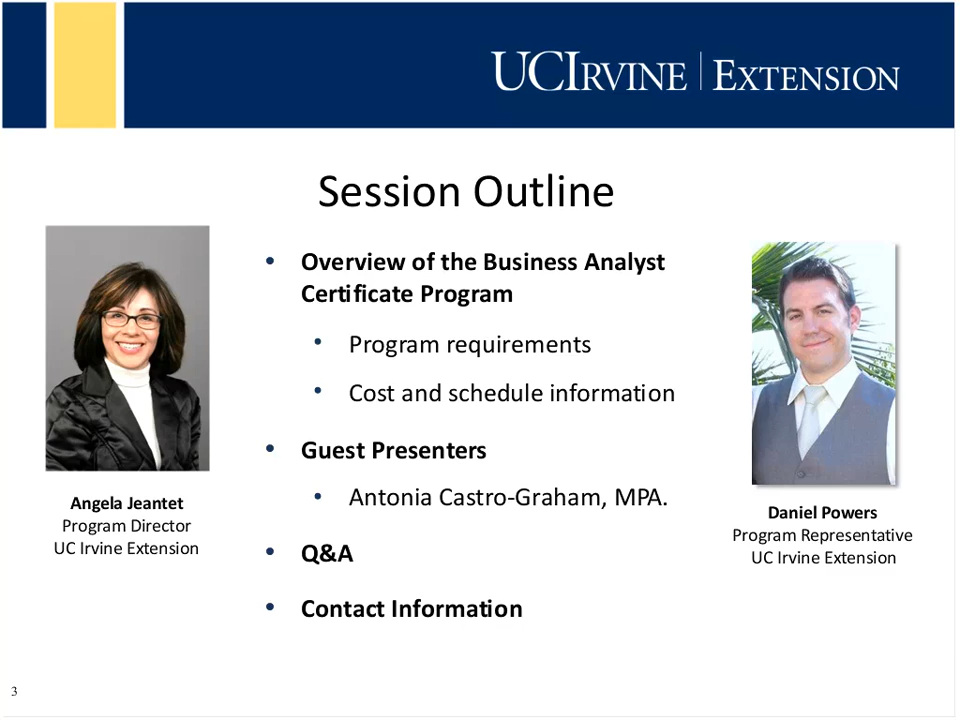 UCIRVINE | EXTENSION
Session Outline
• Overview of the Business Analyst
Certificate Program
• Program requirements
• Cost and schedule information
• Guest Presenters
• Antonia Castro-Graham, MPA.
• Q&A
• Contact Information
Angela Jeantet
Program Director
UC Irvine Extension
Daniel Powers
Program Representative
UC Irvine Extension
3